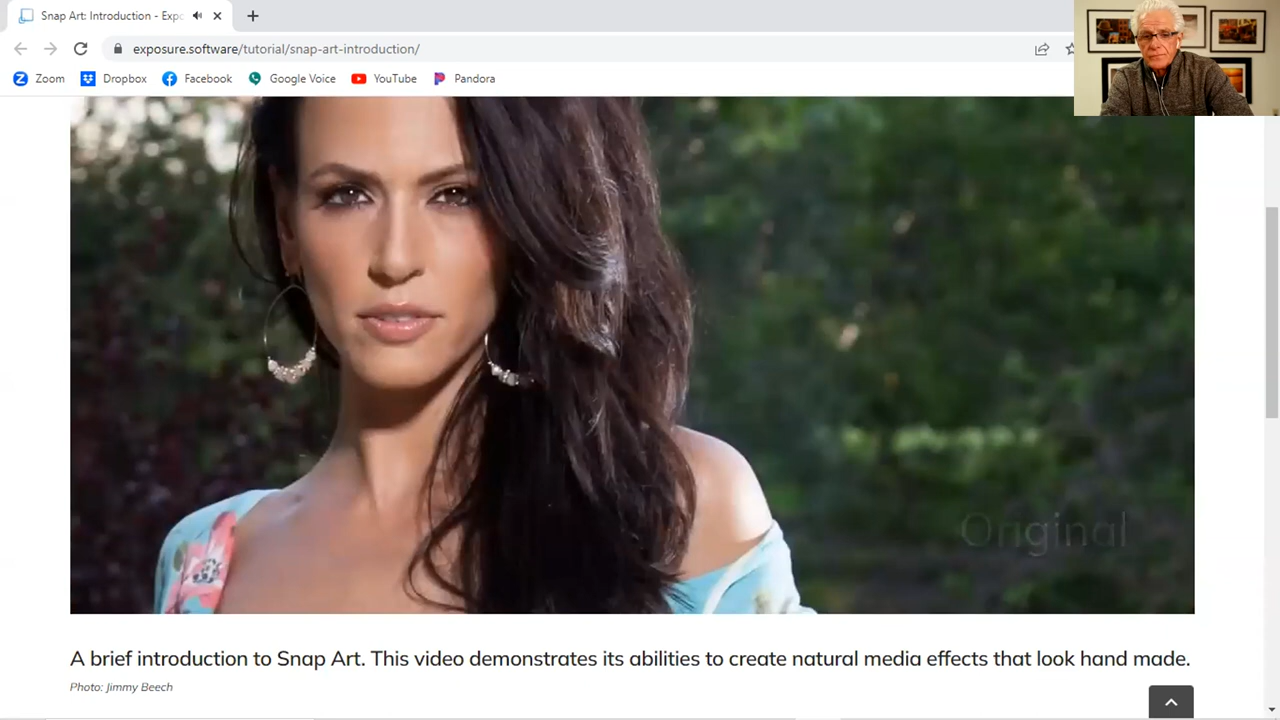 Snap Art: Introduction - Expo
exposure.software/tutorial/snap-art-introduction/
Zoom Dropbox Facebook Google Voice YouTube Pandora
Original
A brief introduction to Snap Art. This video demonstrates its abilities to create natural media effects that look hand made.
Photo: Jimmy Beech